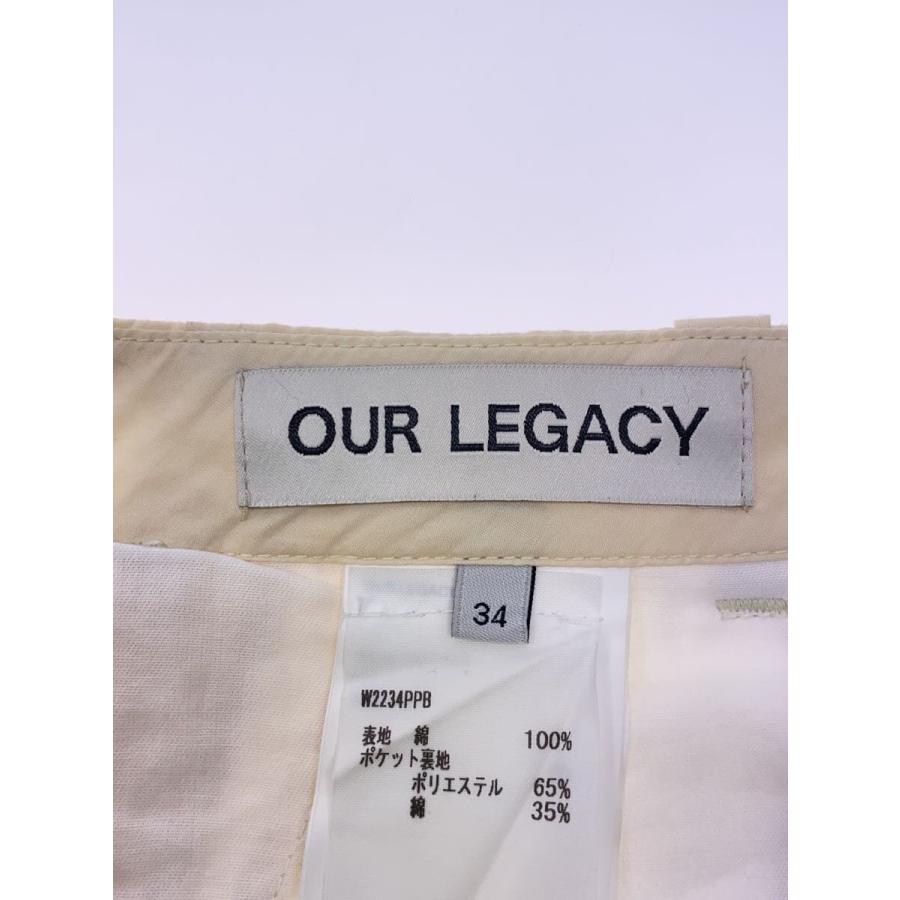 OUR LEGACY
34
W2234PPB
表地 綿 100%
ポケット裏地
ポリエステル 65%
綿 35%